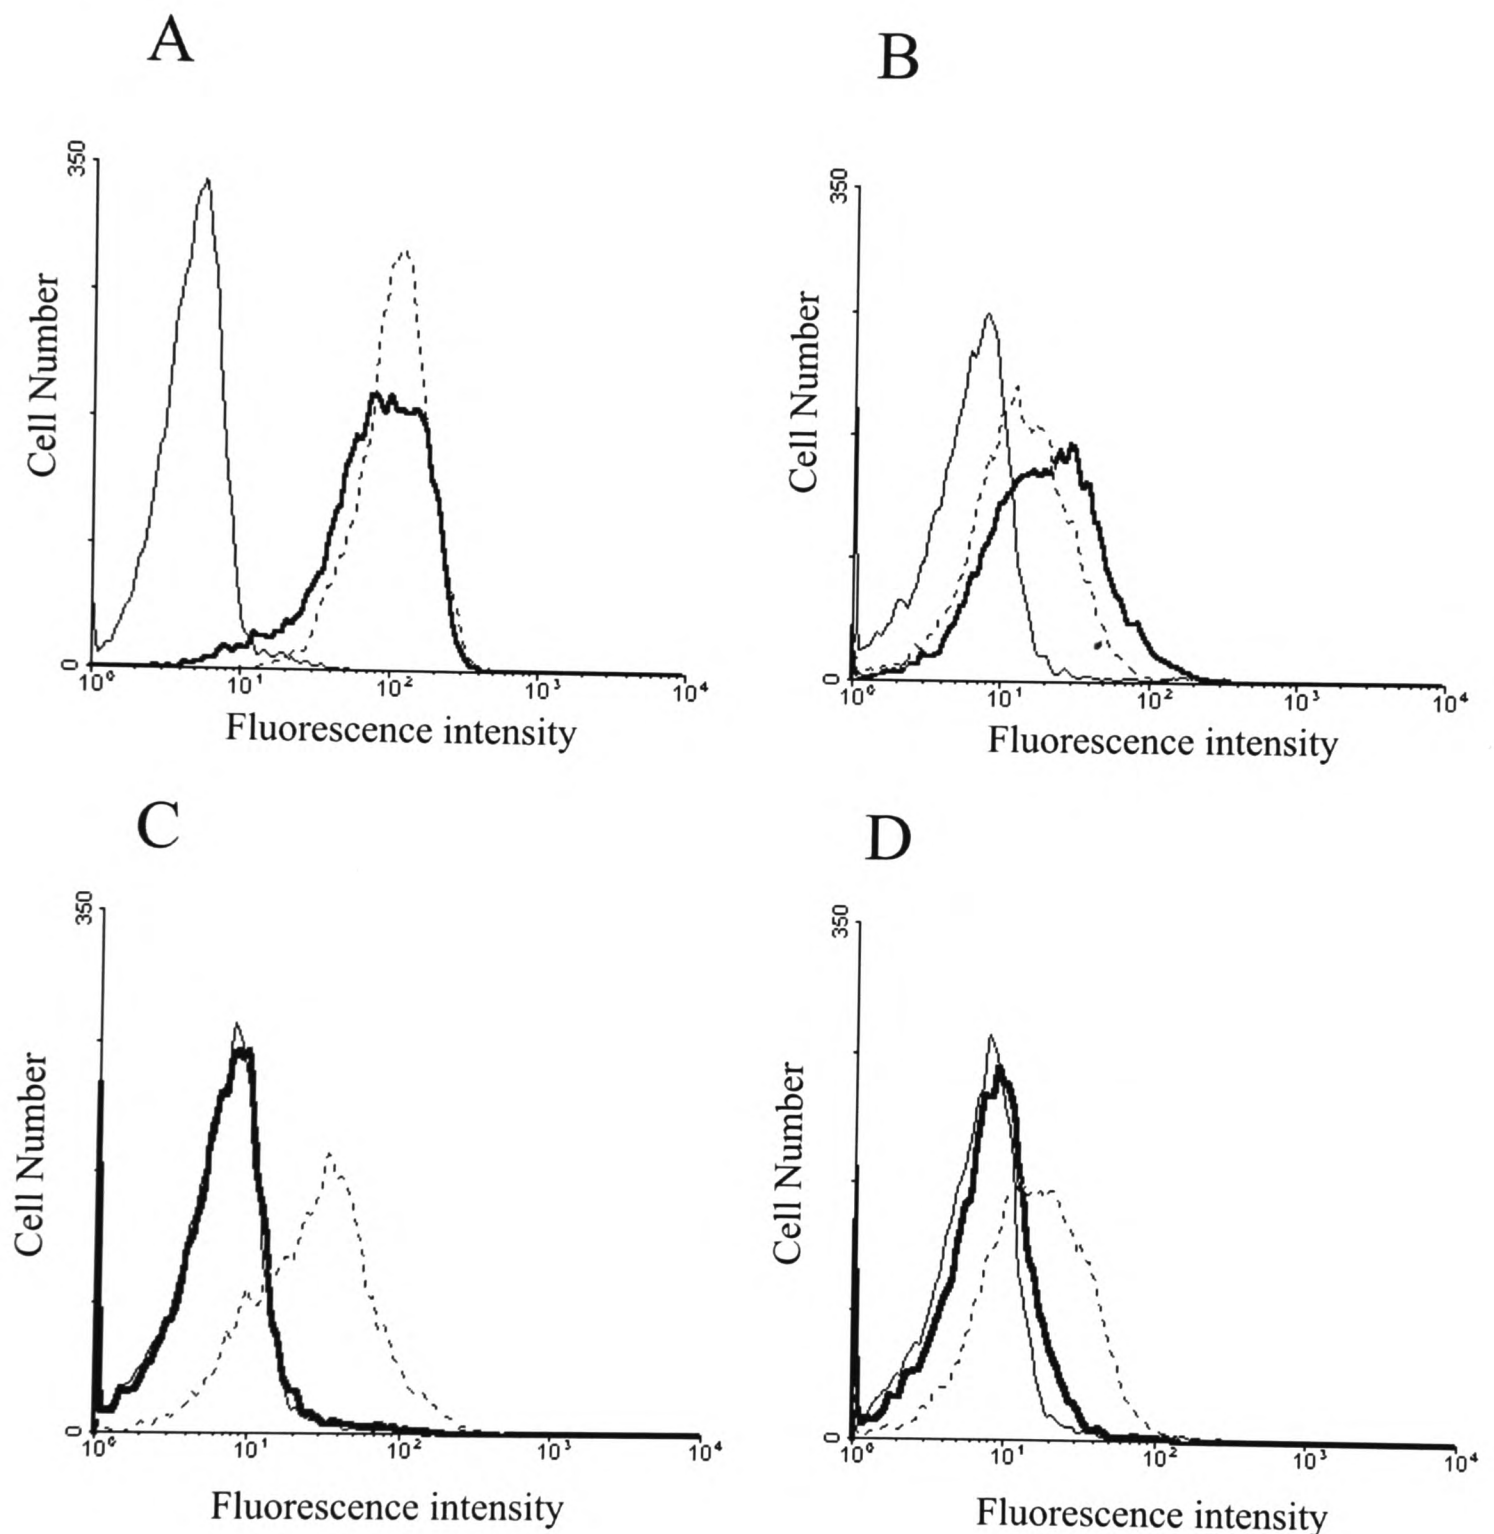 A
350
Cell Number
0
10⁰ 10¹ 10² 10³ 10⁴
Fluorescence intensity
B
350
Cell Number
0
10⁰ 10¹ 10² 10³ 10⁴
Fluorescence intensity
C
350
Cell Number
0
10⁰ 10¹ 10² 10³ 10⁴
Fluorescence intensity
D
350
Cell Number
0
10⁰ 10¹ 10² 10³ 10⁴
Fluorescence intensity